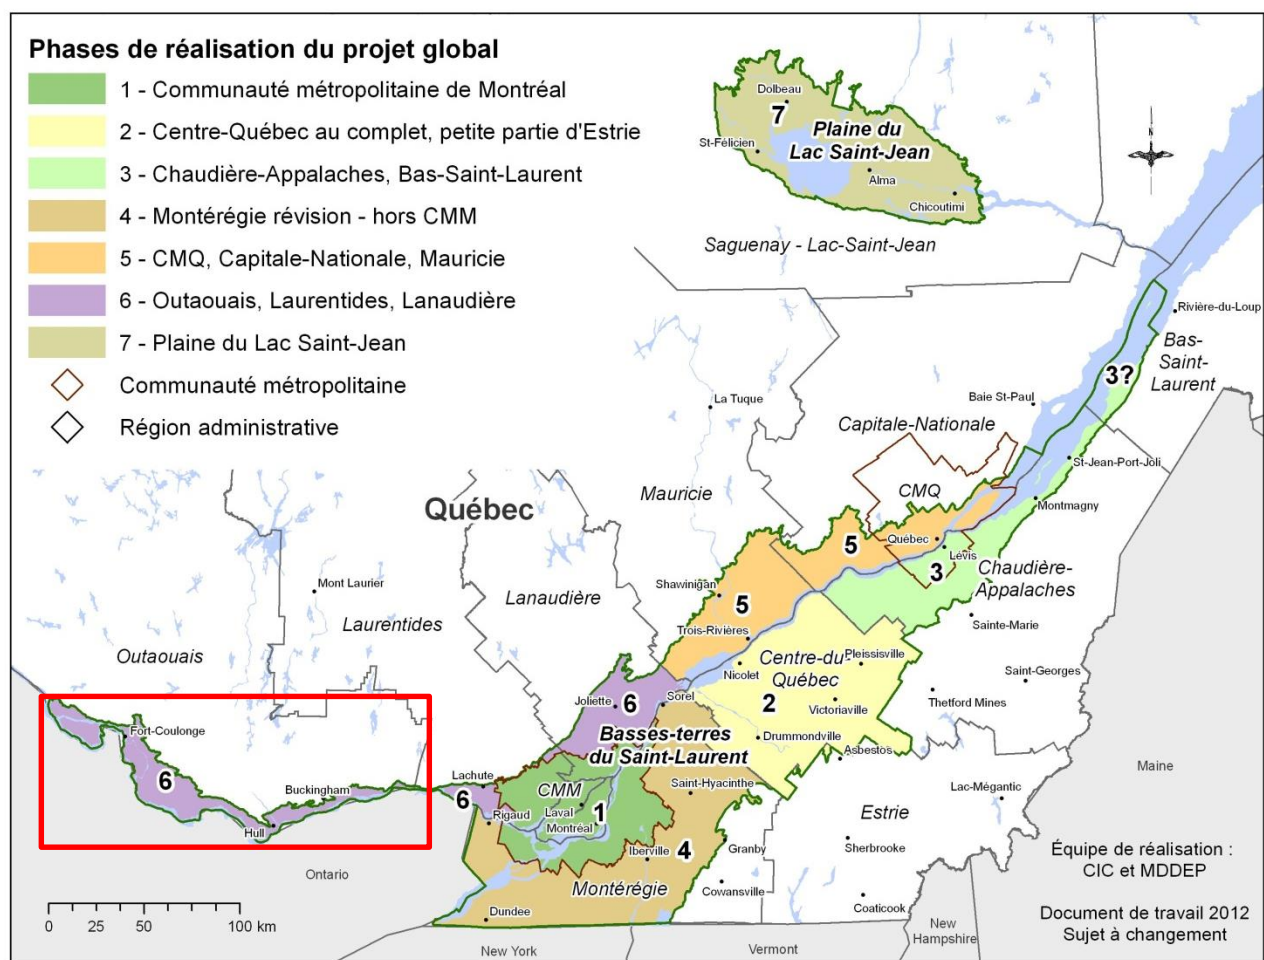 Phases de réalisation du projet global
1 - Communauté métropolitaine de Montréal
2 - Centre-Québec au complet, petite partie d'Estrie
3 - Chaudière-Appalaches, Bas-Saint-Laurent
4 - Montérégie révision - hors CMM
5 - CMQ, Capitale-Nationale, Mauricie
6 - Outaouais, Laurentides, Lanaudière
7 - Plaine du Lac Saint-Jean
Communauté métropolitaine
Région administrative
Dolbeau
7
Plaine du
Lac Saint-Jean
St-Félicien
Alma
Chicoutimi
Saguenay - Lac-Saint-Jean
N
Rivière-du-Loup
Bas-
Saint-
Laurent
3?
La Tuque
Baie St-Paul
Capitale-Nationale
St-Jean-Port-Joli
Mauricie
CMQ
Montmagny
Québec
5
Québec
Lévis
3
Chaudière-
Appalaches
Mont Laurier
Lanaudière
Shawinigan
5
Laurentides
Trois-Rivières
Sainte-Marie
Outaouais
Centre-du-
Québec
Nicolet
Plessisville
Saint-Georges
Joliette
6
Sorel
2
Victoriaville
Thetford Mines
Fort-Coulonge
Basses-terres
du Saint-Laurent
Drummondville
Asbestos
Maine
6
Buckingham
Lachute
6
CMM
Saint-Hyacinthe
Lac-Mégantic
Hull
Rigaud
Laval
1
Montréal
Estrie
Iberville
4
Granby
Sherbrooke
Équipe de réalisation :
CIC et MDDEP
Ontario
Montérégie
Cowansville
Coaticook
Dundee
Document de travail 2012
Sujet à changement
0 25 50 100 km
New York
Vermont
New
Hampshire